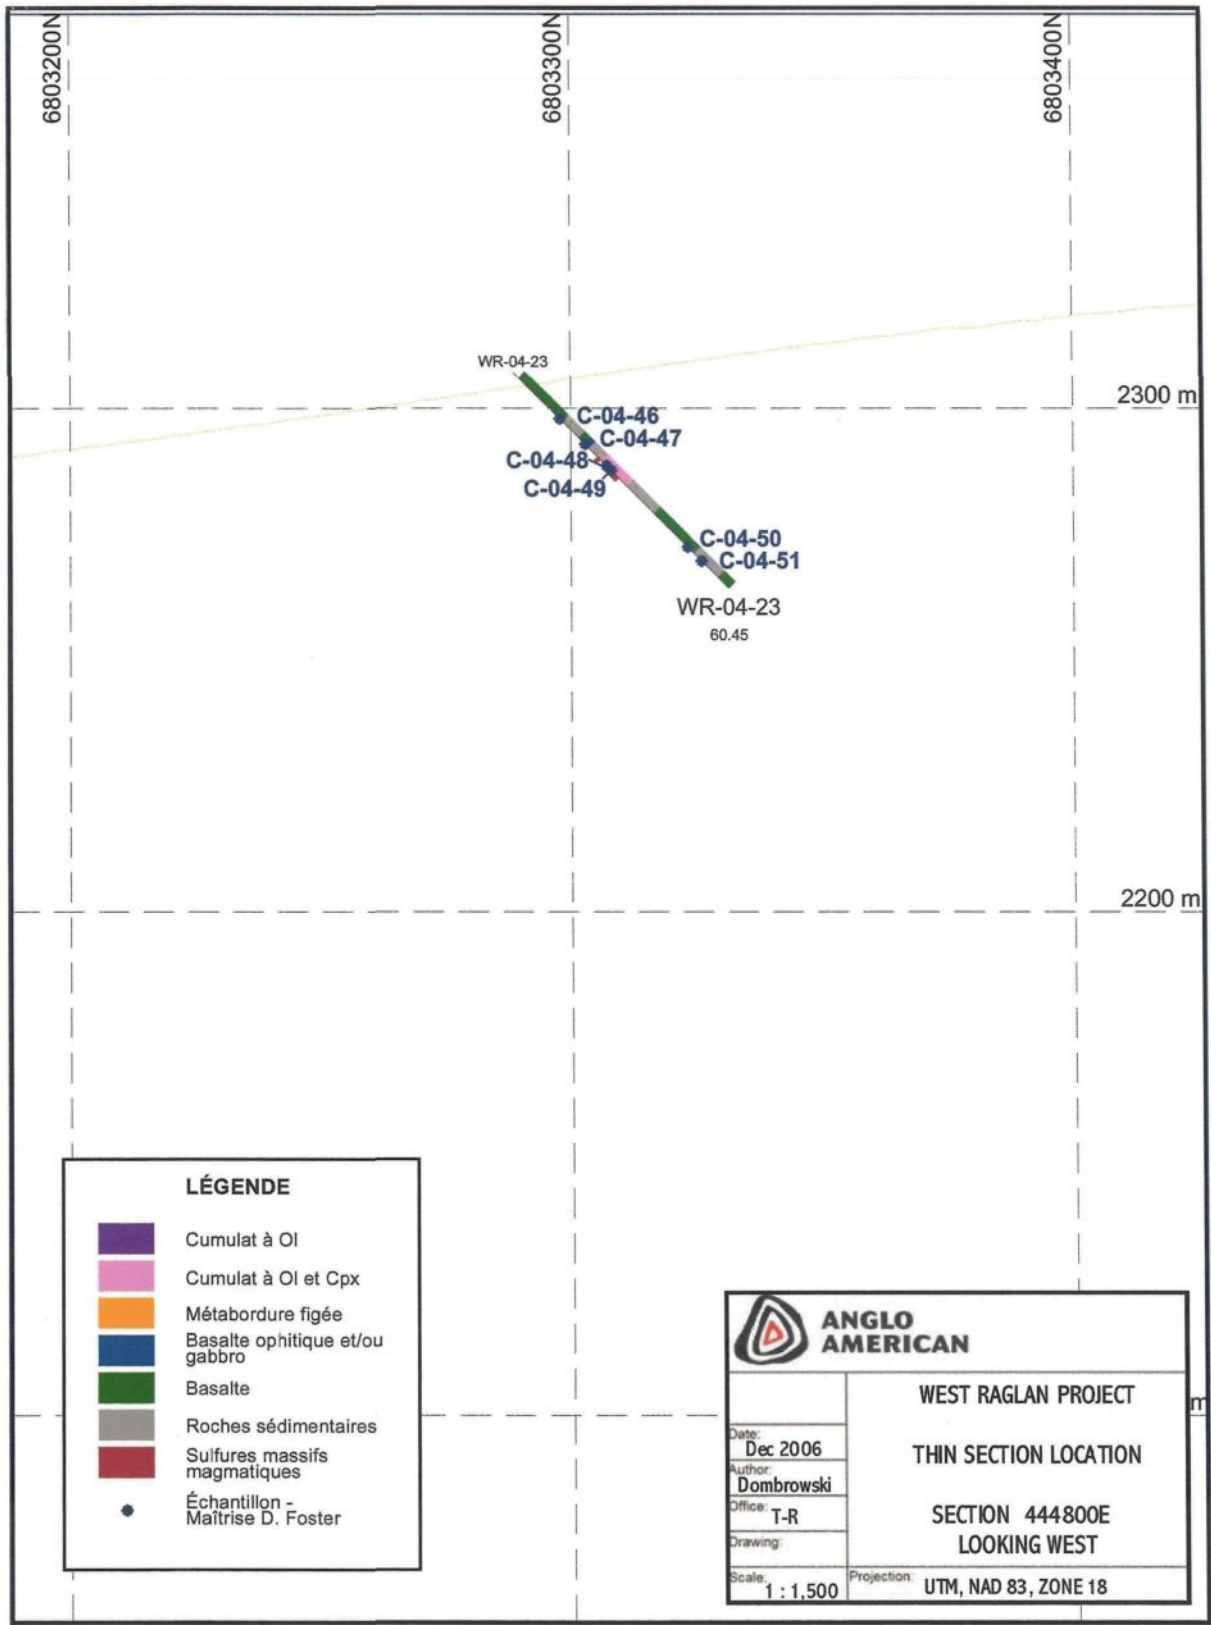 6803200N
6803300N
6803400N
WR-04-23
2300 m
C-04-46
C-04-47
C-04-48
C-04-49
C-04-50
C-04-51
WR-04-23
60.45
2200 m
m
LÉGENDE
Cumulat à Ol
Cumulat à Ol et Cpx
Métabordure figée
Basalte ophitique et/ou
gabbro
Basalte
Roches sédimentaires
Sulfures massifs
magmatiques
Échantillon -
Maîtrise D. Foster
ANGLO
AMERICAN
WEST RAGLAN PROJECT
THIN SECTION LOCATION
SECTION 444800E
LOOKING WEST
Date:
Dec 2006
Author:
Dombrowski
Office:
T-R
Drawing:
Scale:
1 : 1,500
Projection:
UTM, NAD 83, ZONE 18